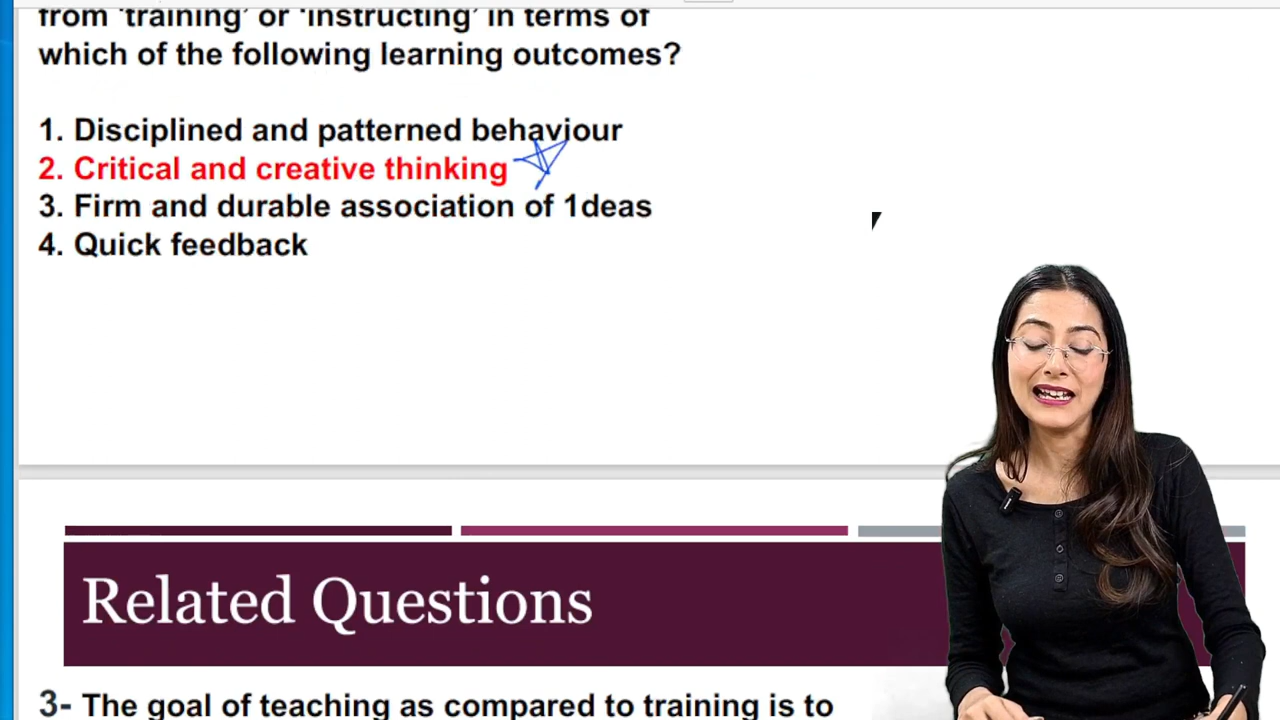 from ‘training’ or ‘instructing’ in terms of
which of the following learning outcomes?
1. Disciplined and patterned behaviour
2. Critical and creative thinking
3. Firm and durable association of 1deas
4. Quick feedback
Related Questions
3- The goal of teaching as compared to training is to